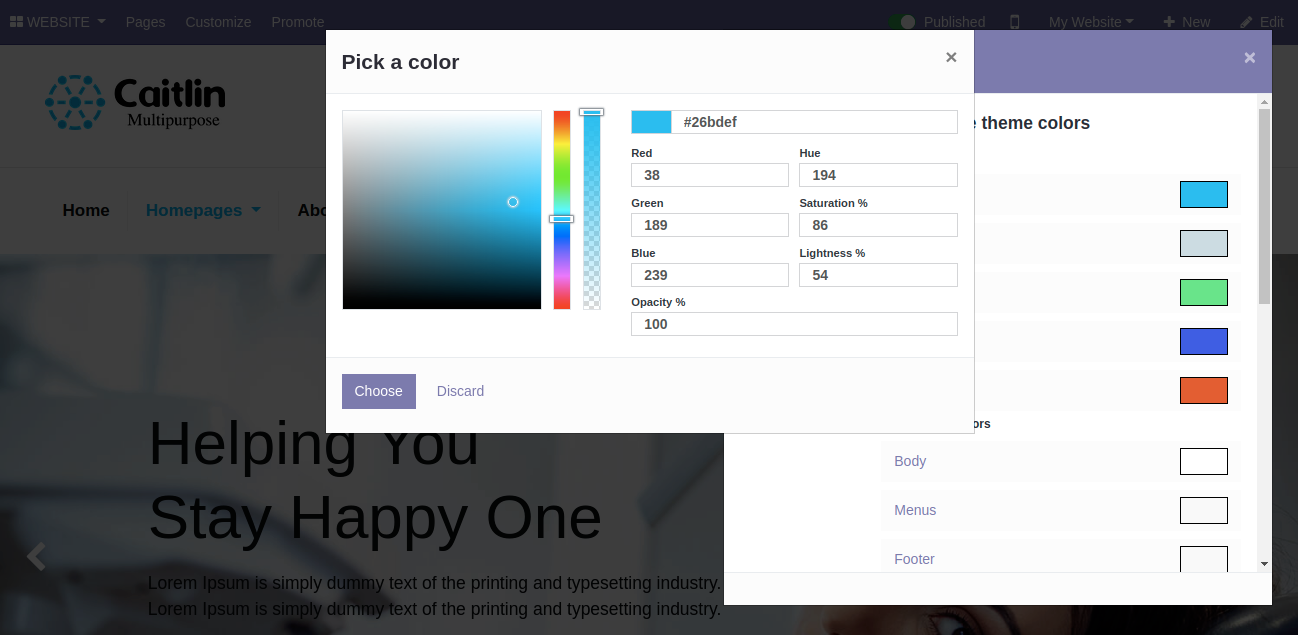 WEBSITE Pages Customize Promote Published My Website New Edit
Pick a color ×
×
Caitlin
Multipurpose
#26bdef
theme colors
Red Hue
38 194
Green Saturation %
189 86
Blue Lightness %
239 54
Opacity %
100
Home Homepages
Choose Discard
Helping You
Stay Happy One
Body
Menus
Footer
Lorem Ipsum is simply dummy text of the printing and typesetting industry.
Lorem Ipsum is simply dummy text of the printing and typesetting industry.